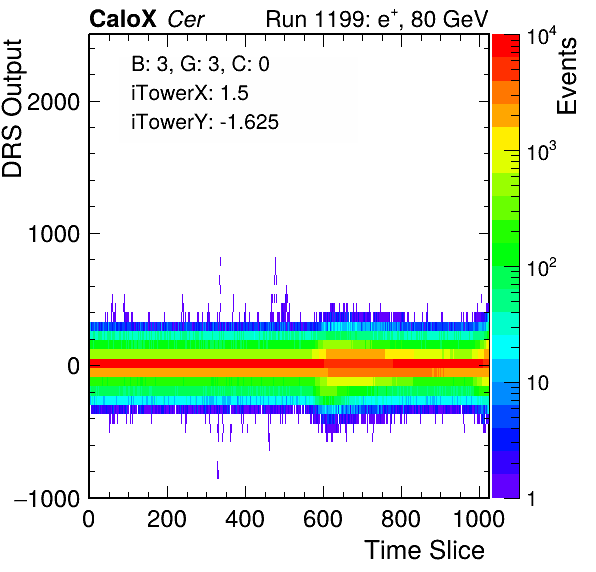 CaloX Cer Run 1199: e⁺, 80 GeV
B: 3, G: 3, C: 0
iTowerX: 1.5
iTowerY: -1.625
DRS Output
2000
1000
0
−1000
0 200 400 600 800 1000
Time Slice
Events
10⁴
10³
10²
10
1